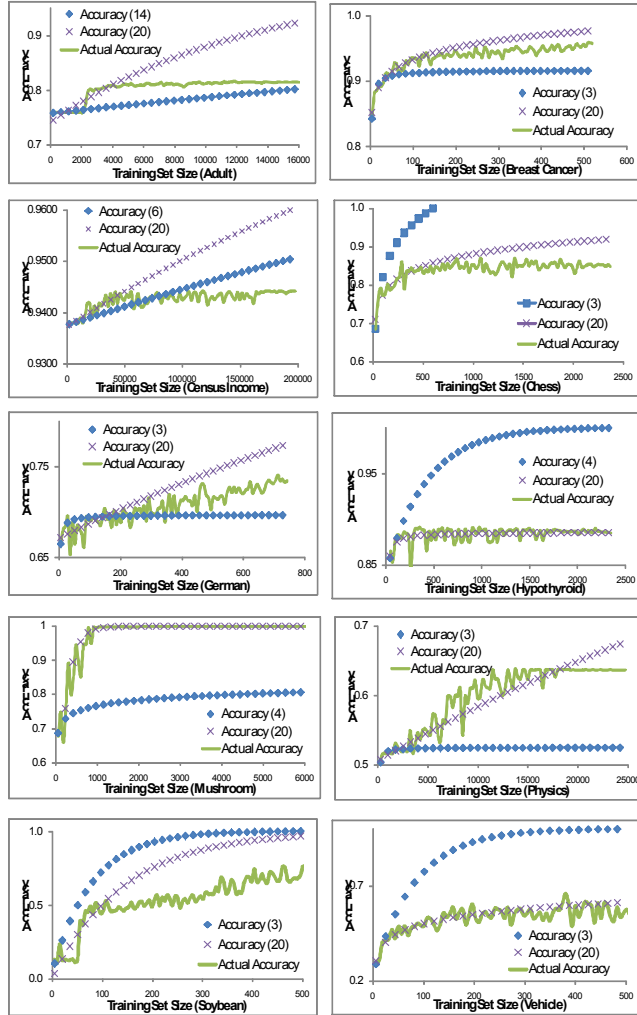 Accuracy (14)
Accuracy (20)
Actual Accuracy
0.9
0.8
0.7
0 2000 4000 6000 8000 10000 12000 14000 16000
Training Set Size (Adult)
1.0
0.9
0.8
Accuracy (3)
Accuracy (20)
Actual Accuracy
0 100 200 300 400 500 600
Training Set Size (Breast Cancer)
0.9600
0.9500
0.9400
0.9300
Accuracy (6)
Accuracy (20)
Actual Accuracy
0 50000 100000 150000 200000
Training Set Size (Census Income)
1
0.9
0.8
0.7
0.6
Accuracy (3)
Accuracy (20)
Actual Accuracy
0 500 1000 1500 2000 2500
Training Set Size (Chess)
Accuracy (3)
Accuracy (20)
Actual Accuracy
0.75
0.65
0 200 400 600 800
Training Set Size (German)
0.95
0.85
Accuracy (4)
Accuracy (20)
Actual Accuracy
0 500 1000 1500 2000 2500
Training Set Size (Hypothyroid)
1
0.9
0.8
0.7
0.6
Accuracy (4)
Accuracy (20)
Actual Accuracy
0 1000 2000 3000 4000 5000 6000
Training Set Size (Mushroom)
0.7
0.6
0.5
Accuracy (3)
Accuracy (20)
Actual Accuracy
0 5000 10000 15000 20000 25000
Training Set Size (Physics)
1.0
0.5
0.0
Accuracy (3)
Accuracy (20)
Actual Accuracy
0 100 200 300 400 500
Training Set Size (Soybean)
0.7
0.2
Accuracy (3)
Accuracy (20)
Actual Accuracy
0 100 200 300 400 500
Training Set Size (Vehicle)